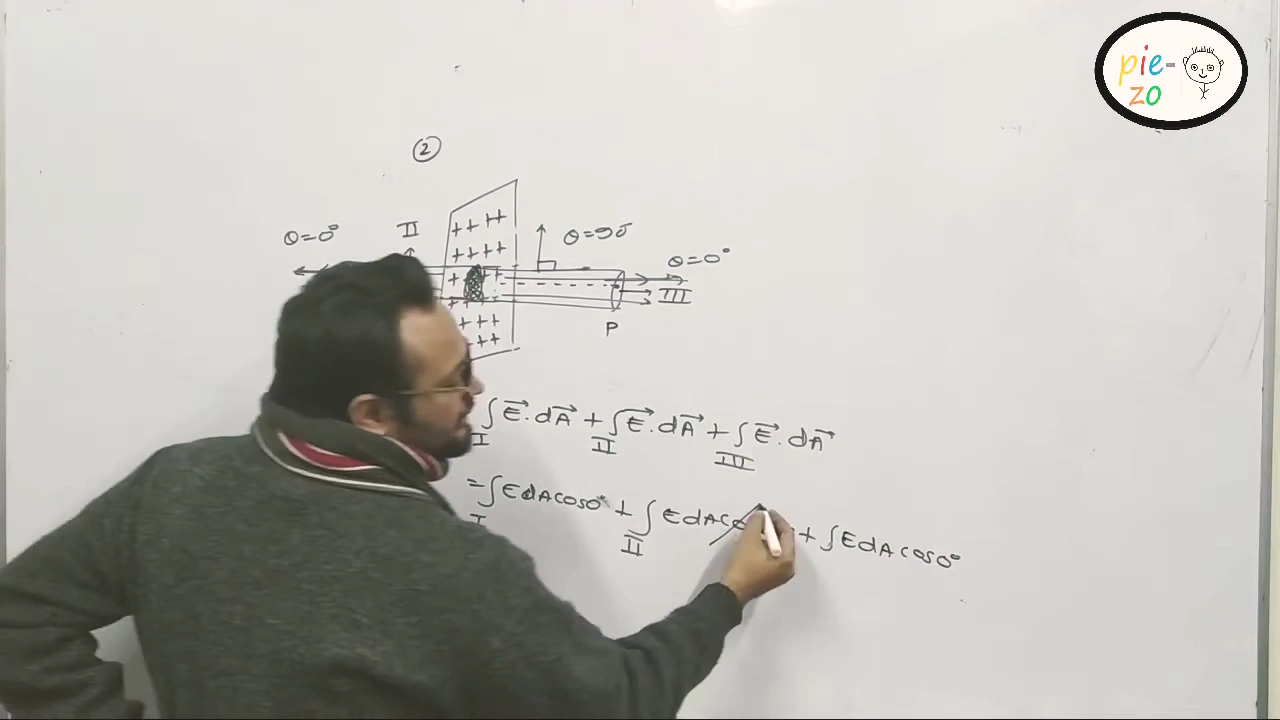 pie-
zo
②
θ=0° II θ=90° θ=0°
++ ++
++++
+ + +
III
++++
+++
P
++
∫ E⃗.dA⃗ + ∫ E⃗.dA⃗ + ∫ E⃗.dA⃗
I II III
=∫EdAcos0° + ∫ EdAco + ∫EdAcos0°
I II